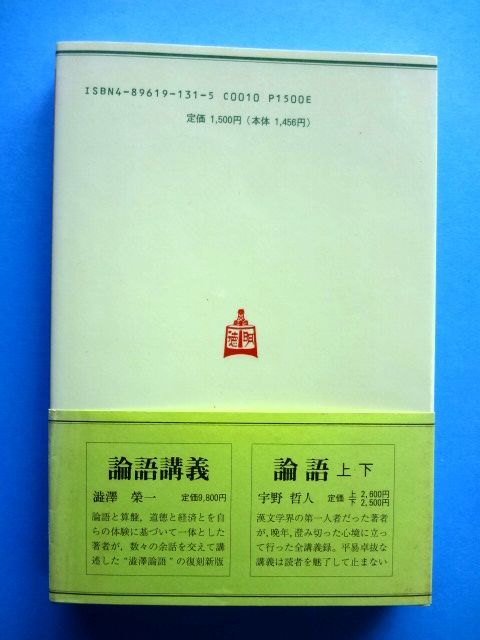 ISBN4-89619-131-5 C0010 P1500E
定価 1,500円（本体 1,456円）
徳明
論語講義
澁澤 榮一 定価9,800円
論語と算盤，道徳と経済とを自
らの体験に基づいて一体とした
著者が，数々の余話を交えて講
述した“澁澤論語”の復刻新版
論語 上 下
宇野 哲人 定価 上 2,600円
下 2,500円
漢文学界の第一人者だった著者
が，晩年，澄み切った心境に立っ
て行った全講義録。平易卓抜な
講義は読者を魅了して止まない